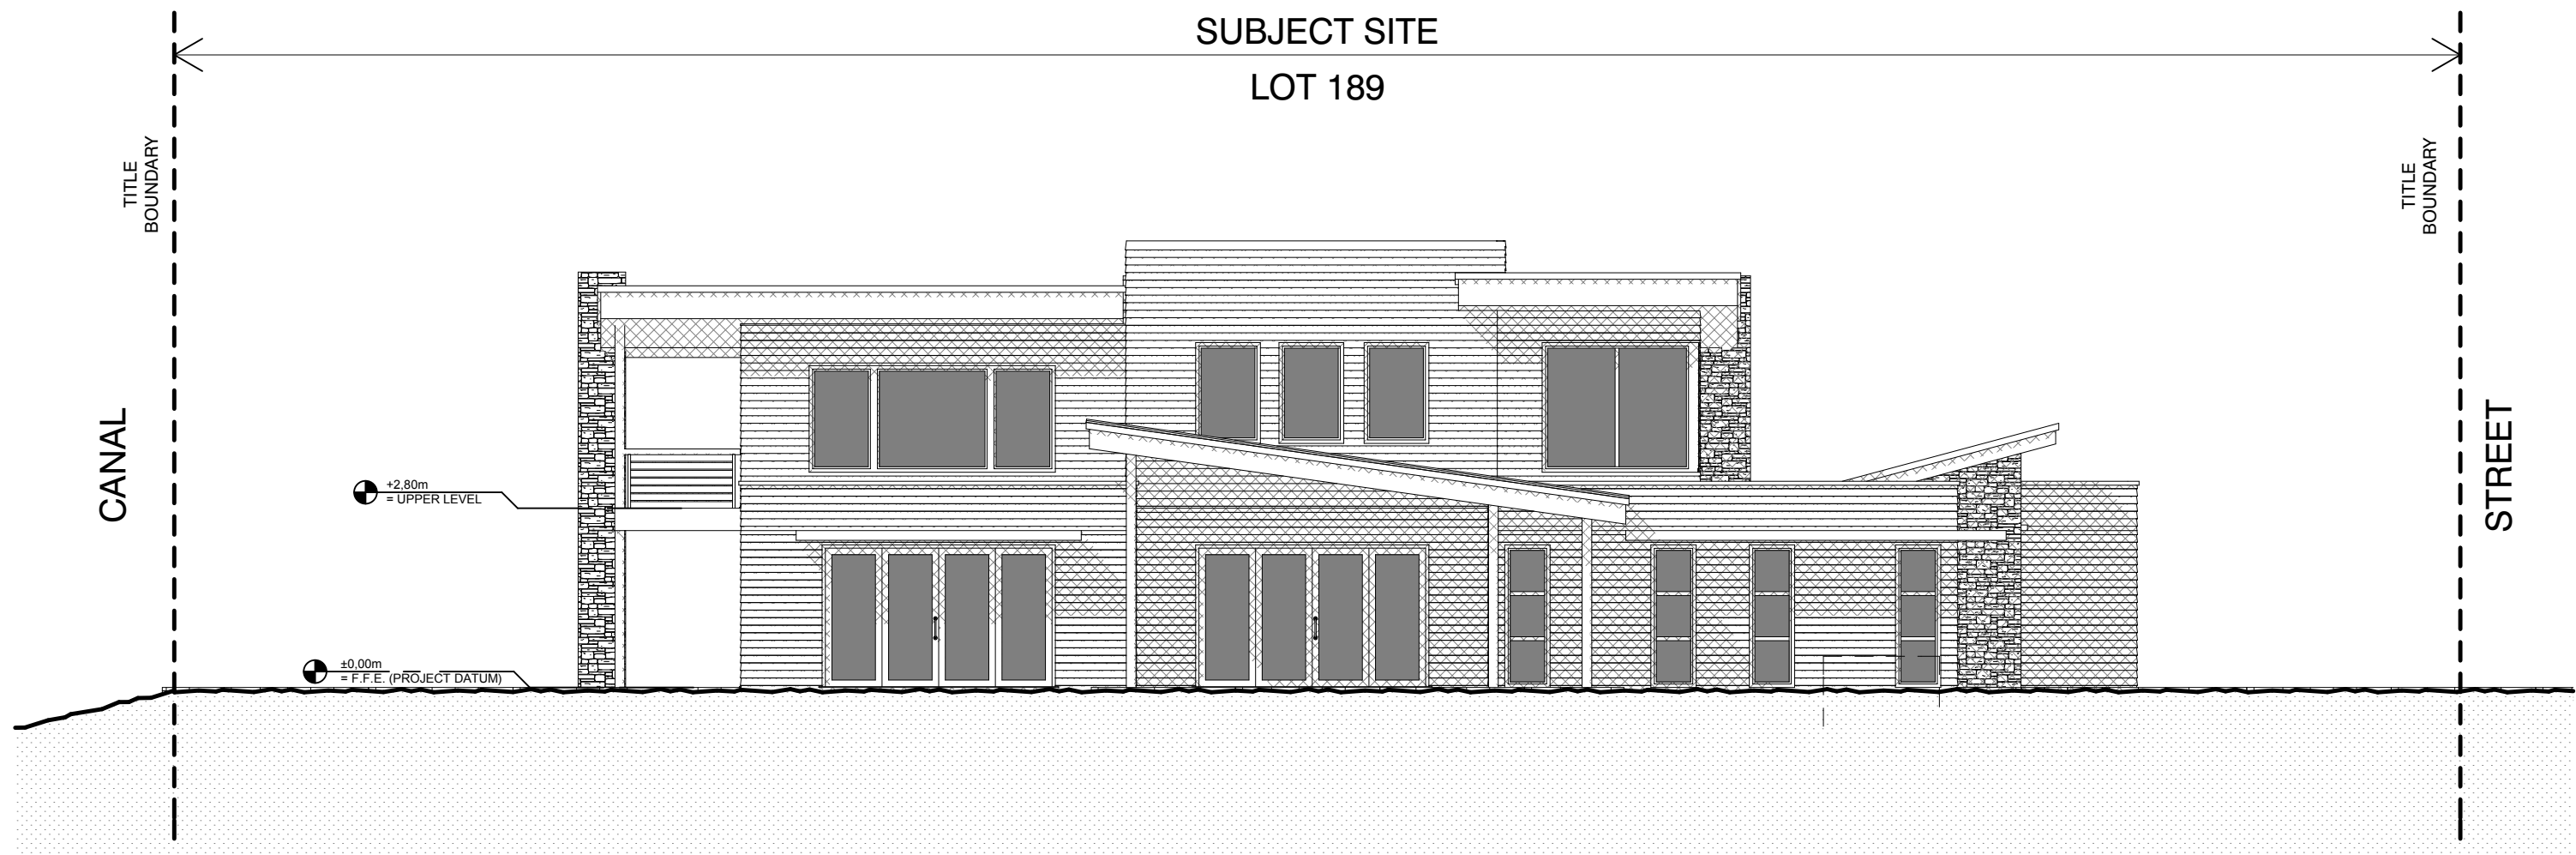 SUBJECT SITE
LOT 189
TITLE
BOUNDARY
TITLE
BOUNDARY
CANAL
STREET
+2,80m
= UPPER LEVEL
±0,00m
= F.F.E. (PROJECT DATUM)